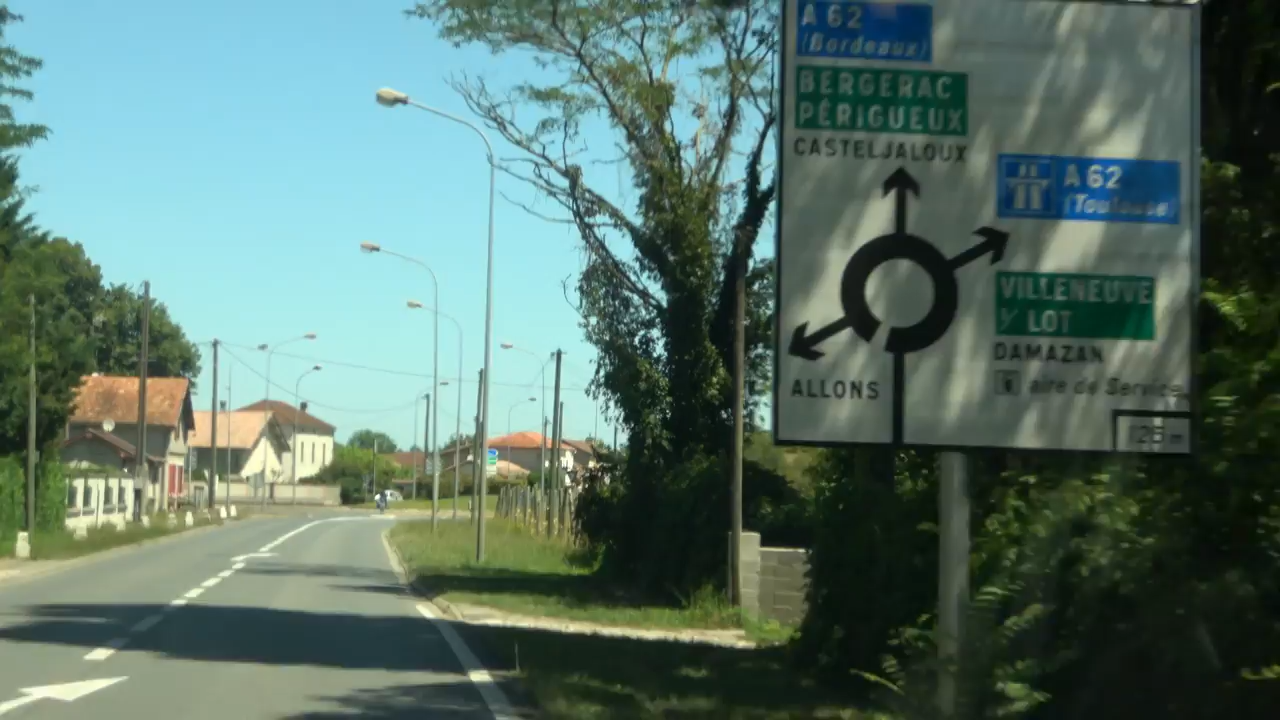 A 62
(Bordeaux)
BERGERAC
PÉRIGUEUX
CASTELJALOUX
A 62
(Toulouse)
VILLENEUVE
s/ LOT
DAMAZAN
aire de Service
ALLONS
125 m